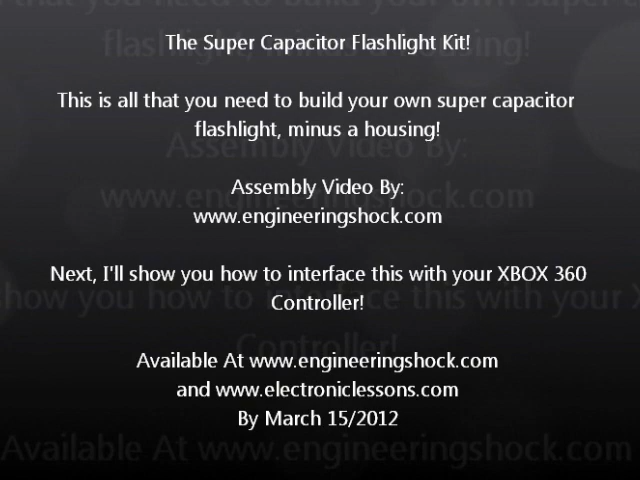 The Super Capacitor Flashlight Kit!
This is all that you need to build your own super capacitor
flashlight, minus a housing!
Assembly Video By:
www.engineeringshock.com
Next, I'll show you how to interface this with your XBOX 360
Controller!
Available At www.engineeringshock.com
and www.electroniclessons.com
By March 15/2012